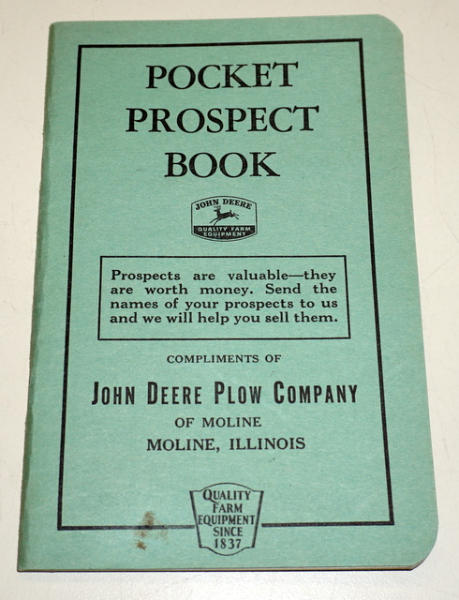 POCKET
PROSPECT
BOOK
JOHN DEERE
QUALITY FARM
EQUIPMENT
Prospects are valuable—they
are worth money. Send the
names of your prospects to us
and we will help you sell them.
COMPLIMENTS OF
JOHN DEERE PLOW COMPANY
OF MOLINE
MOLINE, ILLINOIS
QUALITY
FARM
EQUIPMENT
SINCE
1837